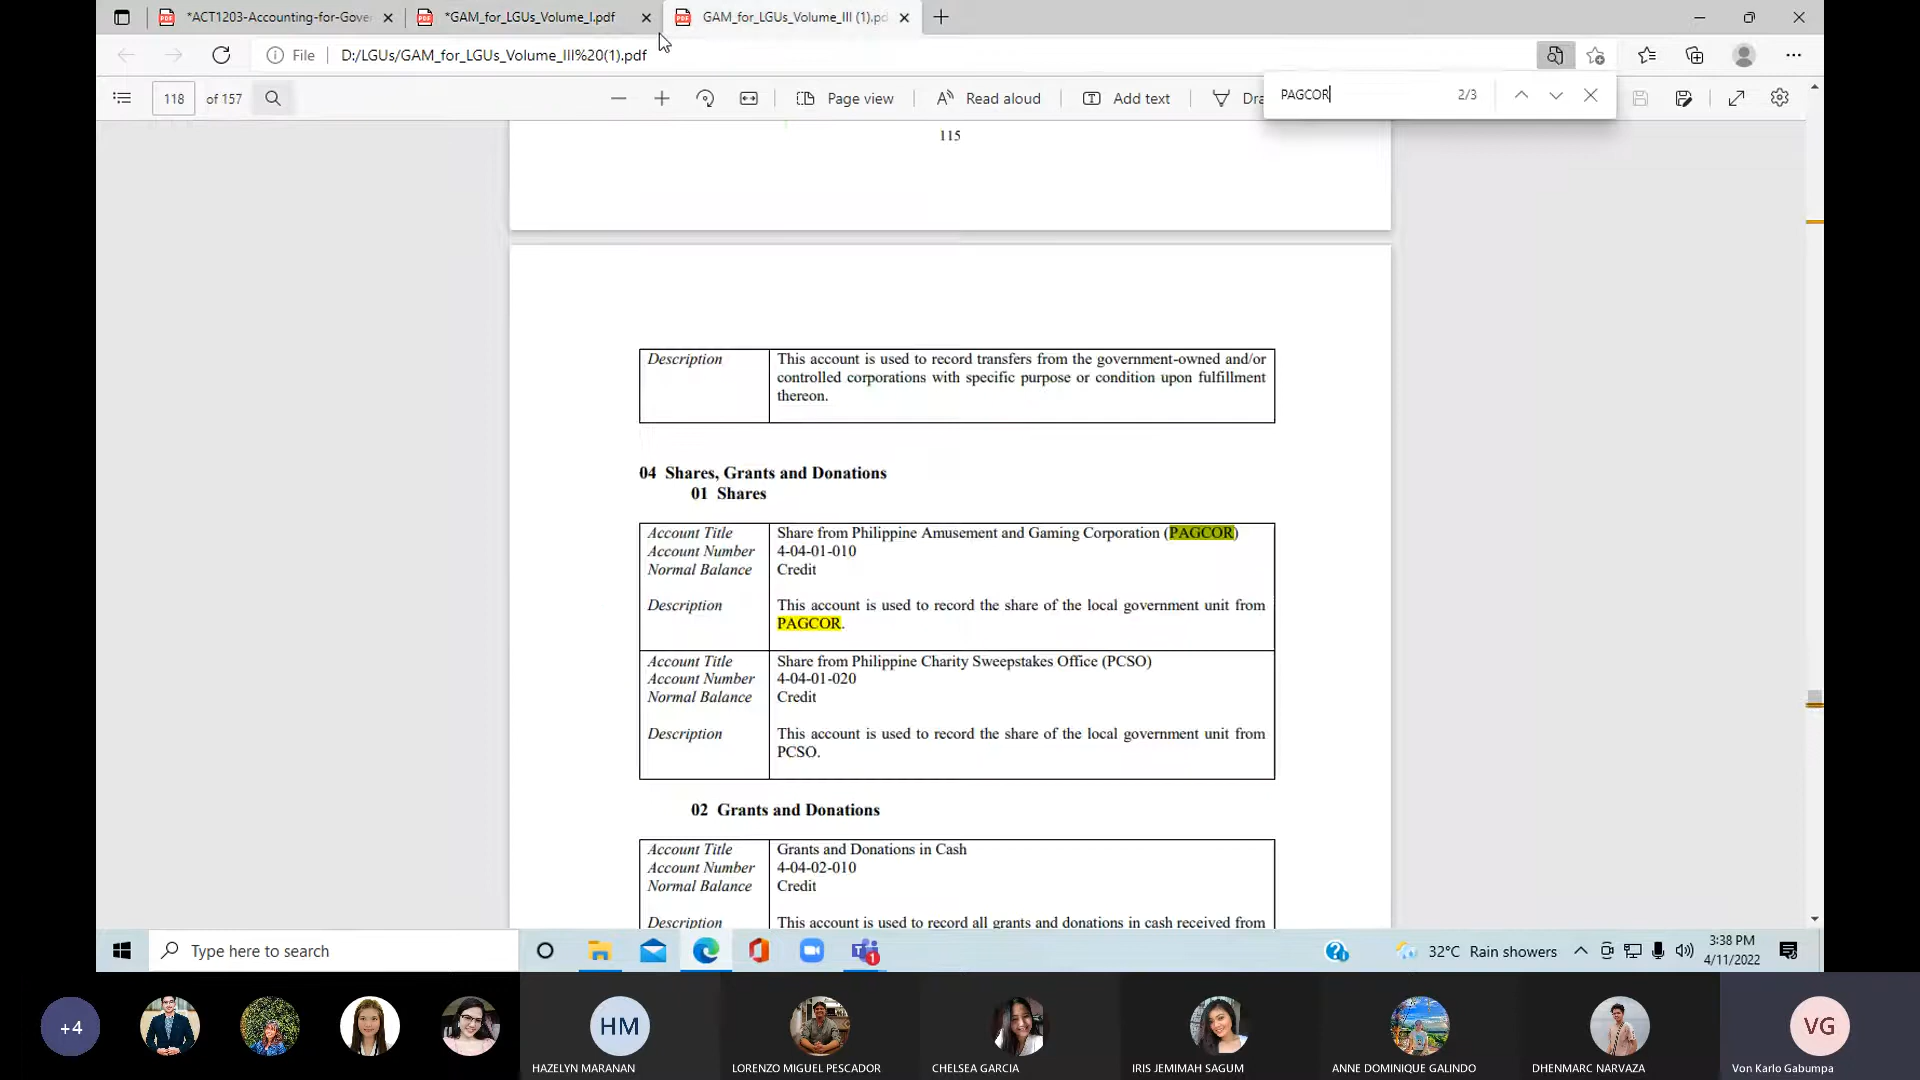 *ACT1203-Accounting-for-Gove
*GAM_for_LGUs_Volume_I.pdf
GAM_for_LGUs_Volume_III (1).pd
File
D:/LGUs/GAM_for_LGUs_Volume_III%20(1).pdf
118 of 157
Page view
Read aloud
Add text
Dra
PAGCOR
2/3
115
Description
This account is used to record transfers from the government-owned and/or
controlled corporations with specific purpose or condition upon fulfillment
thereon.
04 Shares, Grants and Donations
01 Shares
Account Title Share from Philippine Amusement and Gaming Corporation (PAGCOR)
Account Number 4-04-01-010
Normal Balance Credit
Description This account is used to record the share of the local government unit from
PAGCOR.
Account Title Share from Philippine Charity Sweepstakes Office (PCSO)
Account Number 4-04-01-020
Normal Balance Credit
Description This account is used to record the share of the local government unit from
PCSO.
02 Grants and Donations
Account Title Grants and Donations in Cash
Account Number 4-04-02-010
Normal Balance Credit
Description This account is used to record all grants and donations in cash received from
Type here to search
1
32°C Rain showers
3:38 PM
4/11/2022
+4
HM
VG
HAZELYN MARANAN
LORENZO MIGUEL PESCADOR
CHELSEA GARCIA
IRIS JEMIMAH SAGUM
ANNE DOMINIQUE GALINDO
DHENMARC NARVAZA
Von Karlo Gabumpa